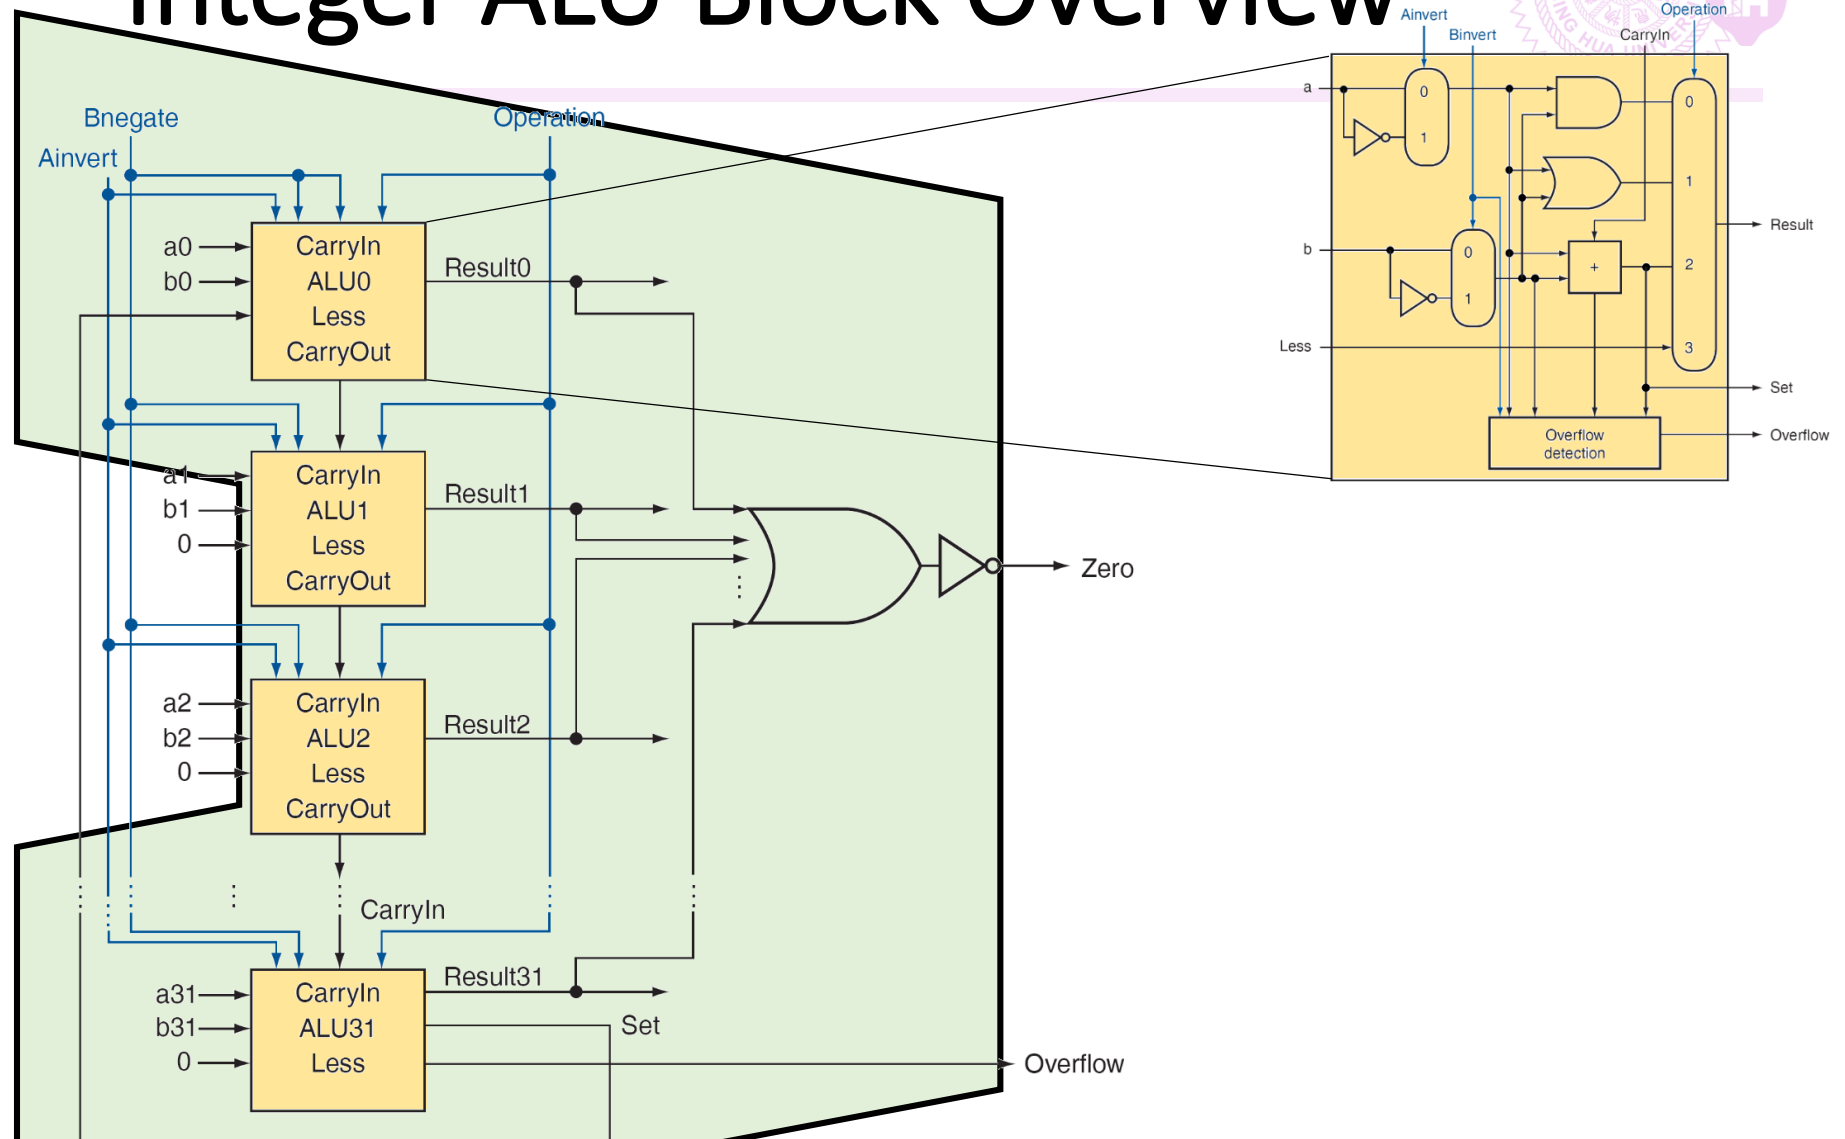 Integer ALU Block Overview
Bnegate
Operation
Ainvert
a0
b0
CarryIn
ALU0
Less
CarryOut
Result0
a1
b1
0
CarryIn
ALU1
Less
CarryOut
Result1
a2
b2
0
CarryIn
ALU2
Less
CarryOut
Result2
CarryIn
a31
b31
0
CarryIn
ALU31
Less
Result31
Set
Zero
Overflow
Ainvert
Binvert
CarryIn
Operation
a
0
1
b
0
1
Less
+
0
1
2
3
Result
Set
Overflow
detection
Overflow
ING HUA UNIVER